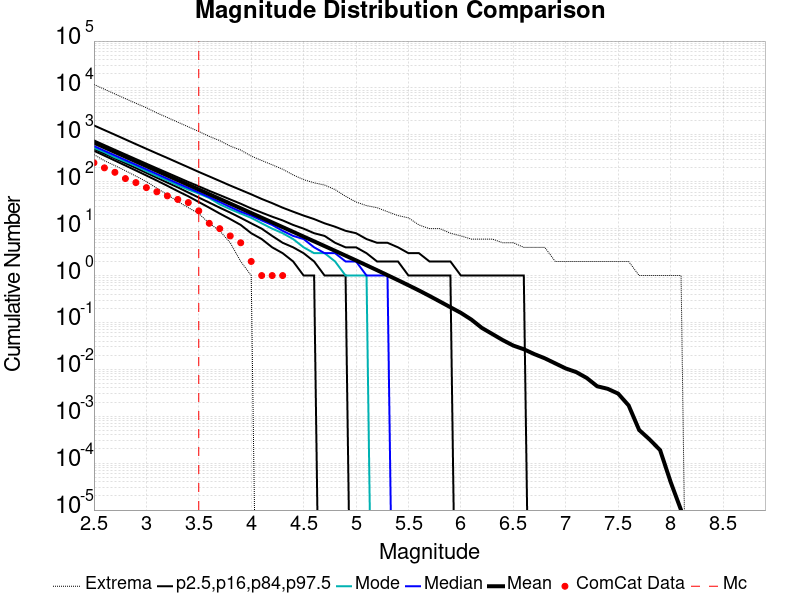 Magnitude Distribution Comparison
10^5
10^4
10^3
10^2
10^1
10^0
10^-1
10^-2
10^-3
10^-4
10^-5
Cumulative Number
2.5 3 3.5 4 4.5 5 5.5 6 6.5 7 7.5 8 8.5
Magnitude
Extrema p2.5,p16,p84,p97.5 Mode Median Mean ComCat Data Mc